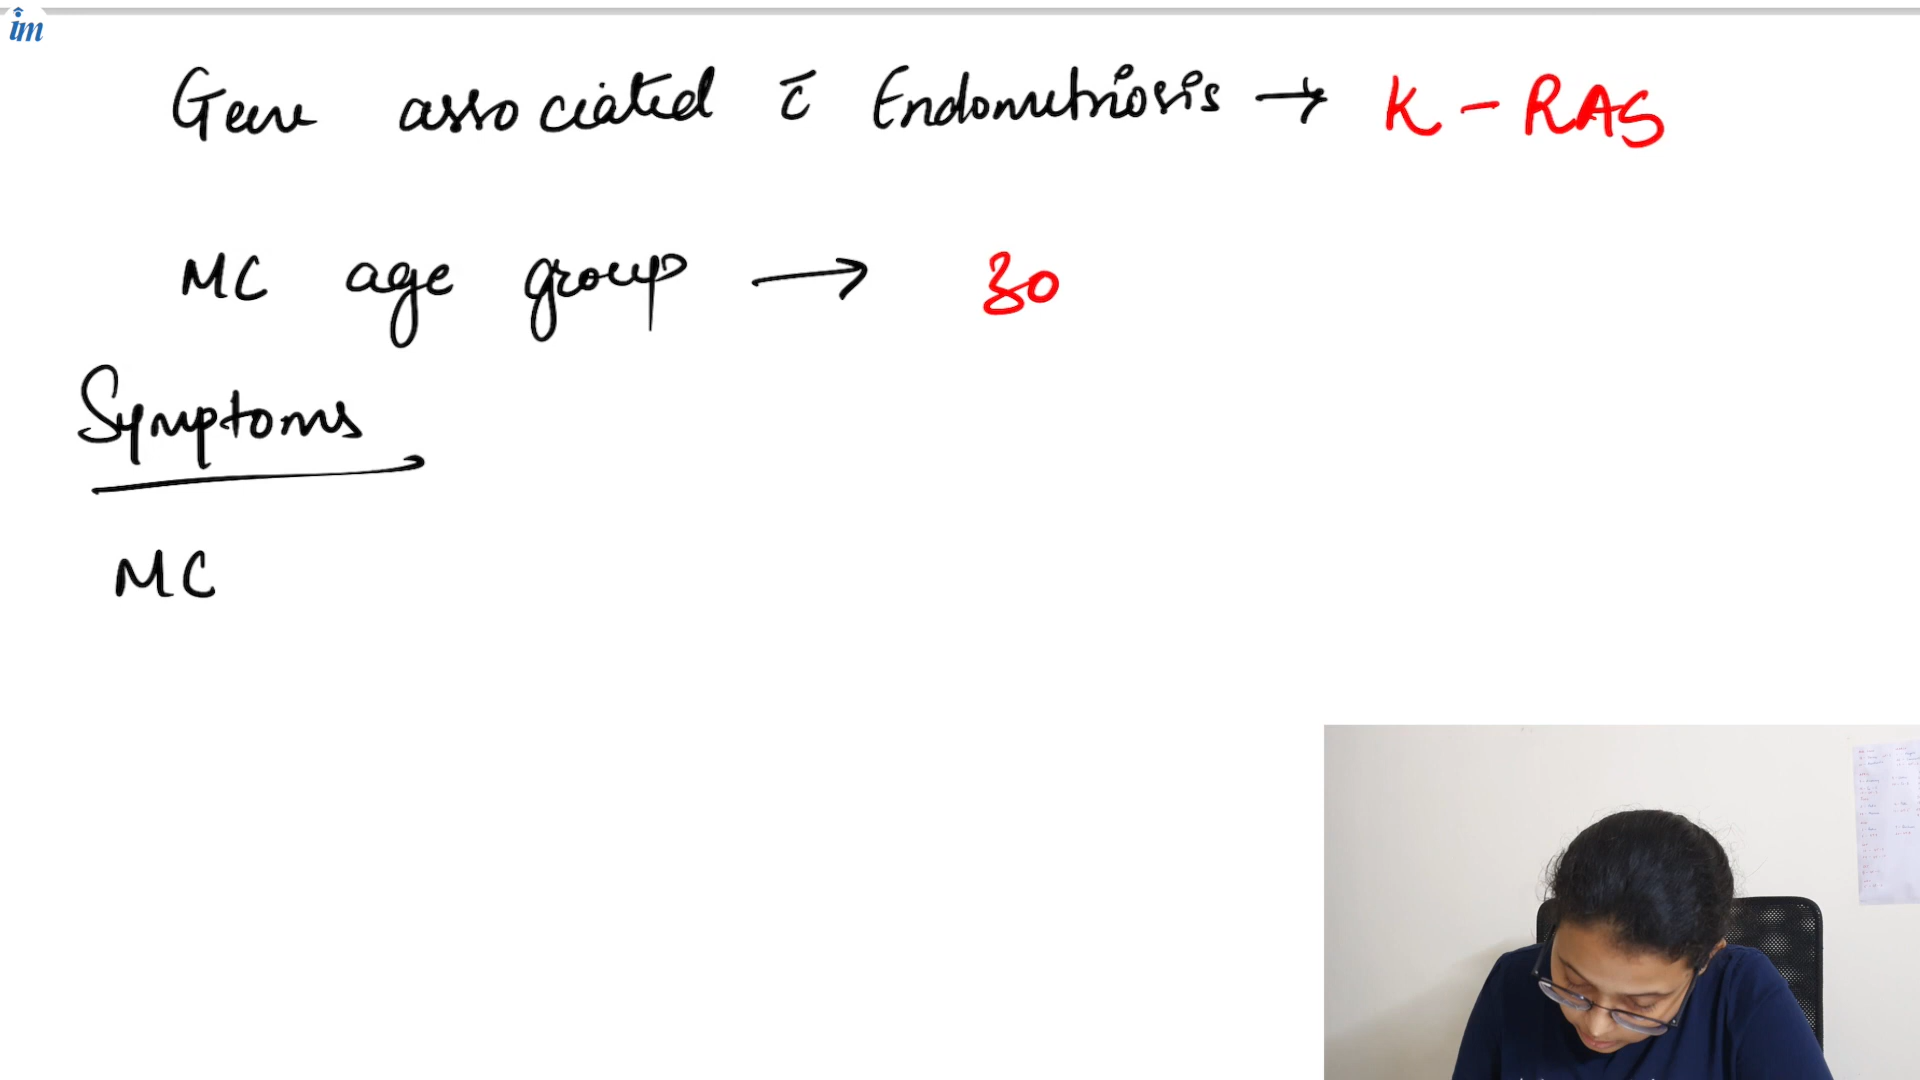 im
Gene associated c̄ Endometriosis → K-RAS
MC age group → 30
Symptoms
MC